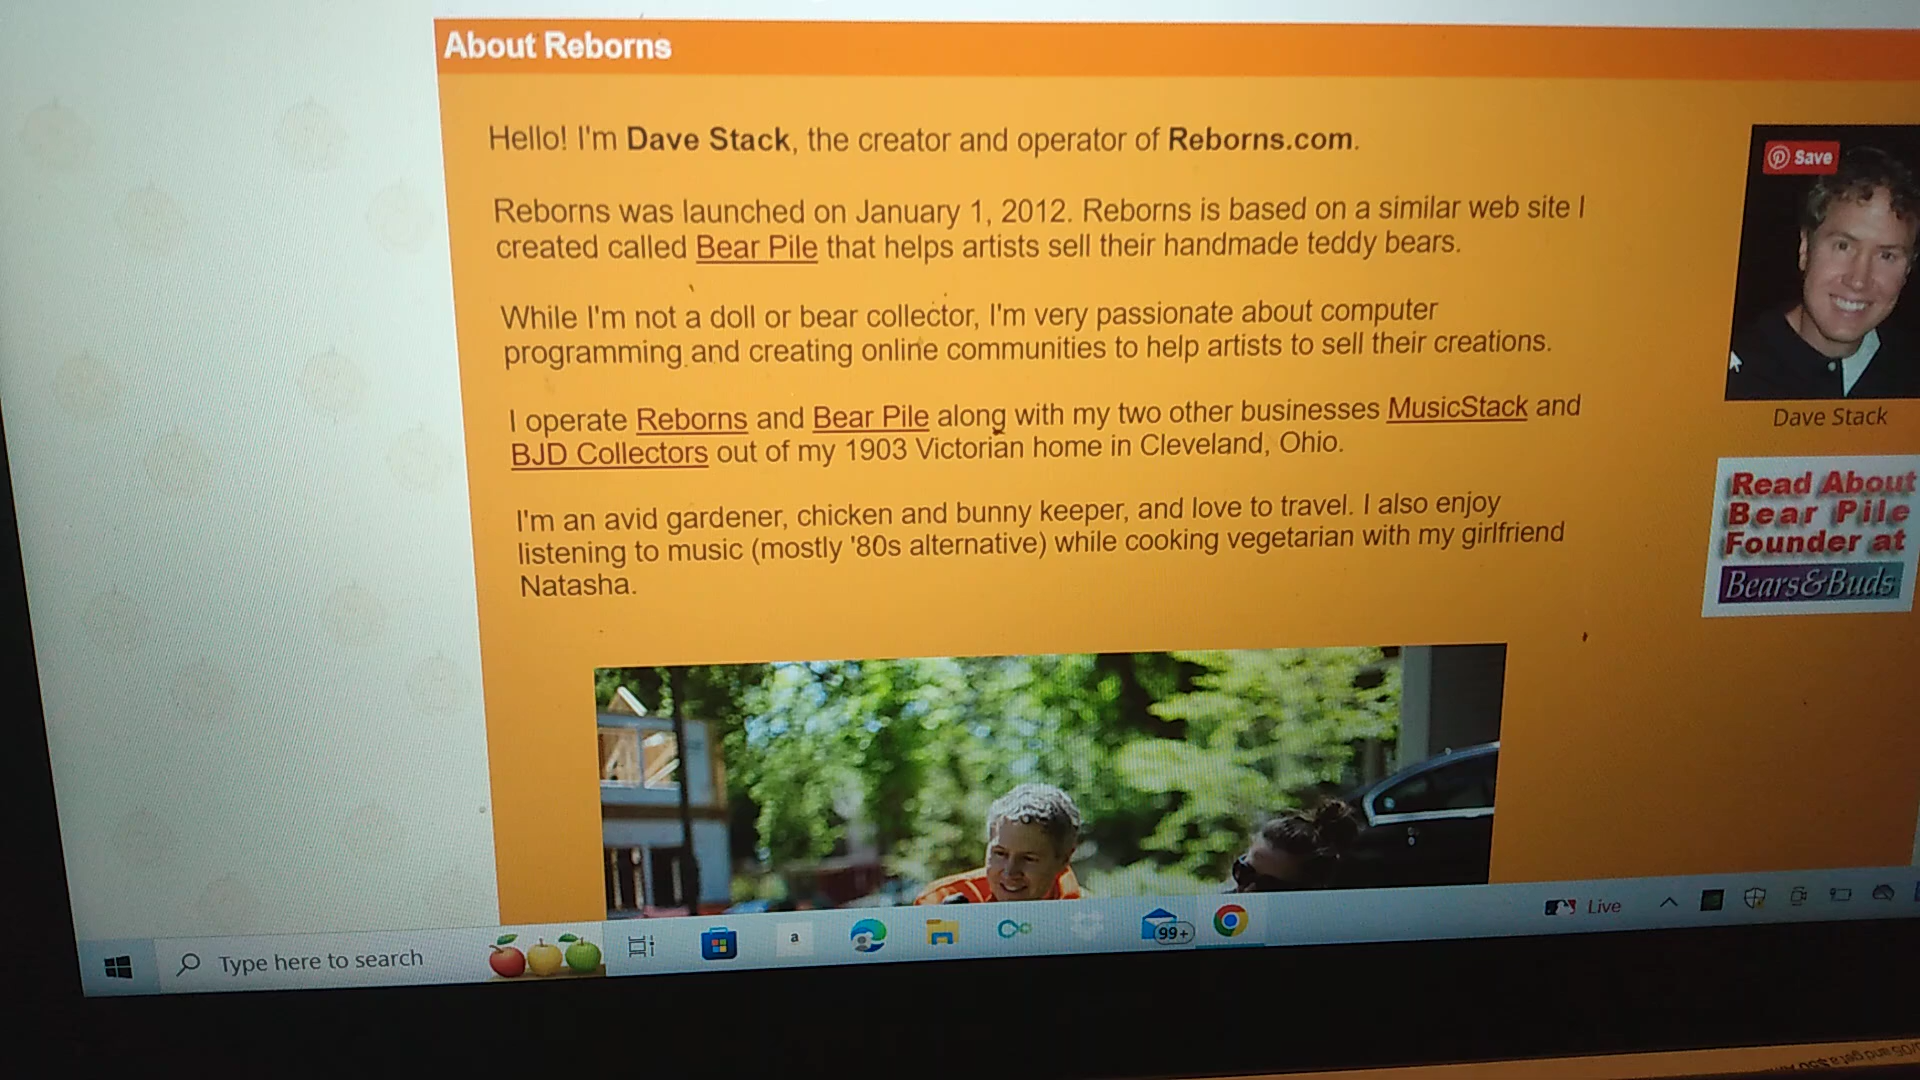 About Reborns
Hello! I'm Dave Stack, the creator and operator of Reborns.com.
Reborns was launched on January 1, 2012. Reborns is based on a similar web site I
created called Bear Pile that helps artists sell their handmade teddy bears.
While I'm not a doll or bear collector, I'm very passionate about computer
programming and creating online communities to help artists to sell their creations.
I operate Reborns and Bear Pile along with my two other businesses MusicStack and
BJD Collectors out of my 1903 Victorian home in Cleveland, Ohio.
I'm an avid gardener, chicken and bunny keeper, and love to travel. I also enjoy
listening to music (mostly '80s alternative) while cooking vegetarian with my girlfriend
Natasha.
Save
Dave Stack
Read About
Bear Pile
Founder at
Bears&Buds
Type here to search
a
99+
Live